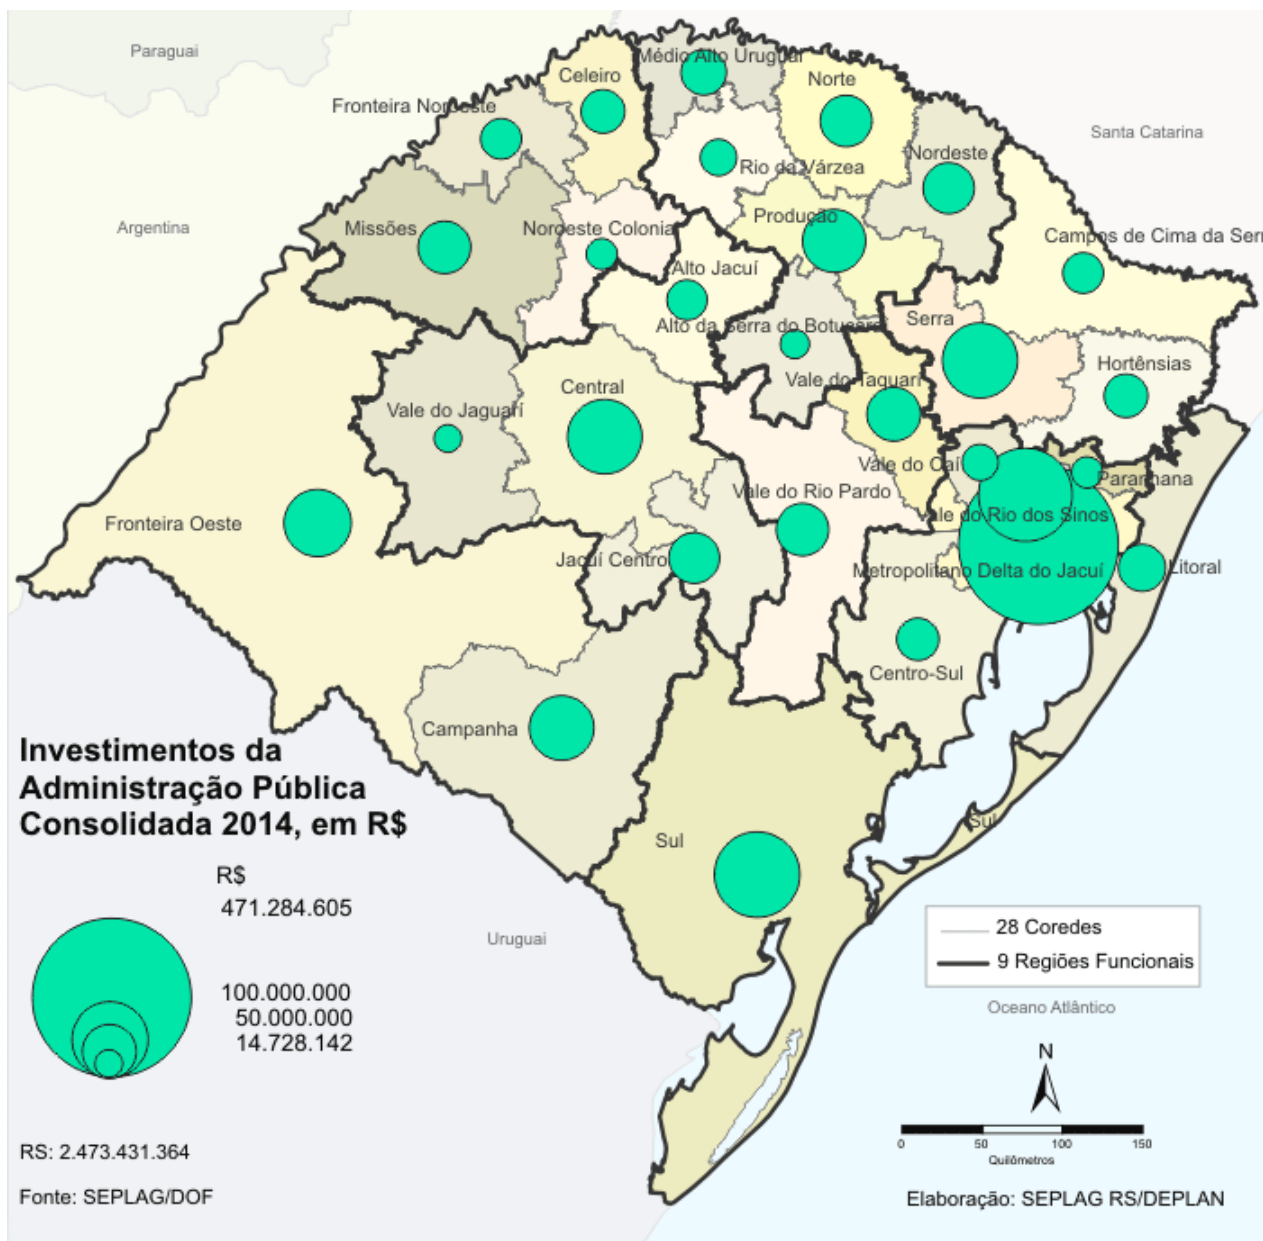 Paraguai
Médio Alto Uruguai
Celeiro
Norte
Fronteira Noroeste
Santa Catarina
Nordeste
Rio da Várzea
Argentina
Missões
Noroeste Colonia
Produção
Campos de Cima da Serr
Alto Jacuí
Alto da Serra do Botucaraí
Serra
Hortênsias
Central
Vale do Taquari
Vale do Jaguarí
Vale do Caí
Paranhana
Vale do Rio Pardo
Fronteira Oeste
Vale do Rio dos Sinos
Jacuí Centro
Metropolitano Delta do Jacuí
Litoral
Centro-Sul
Campanha
Investimentos da
Administração Pública
Consolidada 2014, em R$
Sul
Sul
R$
471.284.605
100.000.000
50.000.000
14.728.142
Uruguai
28 Coredes
9 Regiões Funcionais
Oceano Atlântico
N
0 50 100 150
Quilômetros
RS: 2.473.431.364
Fonte: SEPLAG/DOF
Elaboração: SEPLAG RS/DEPLAN